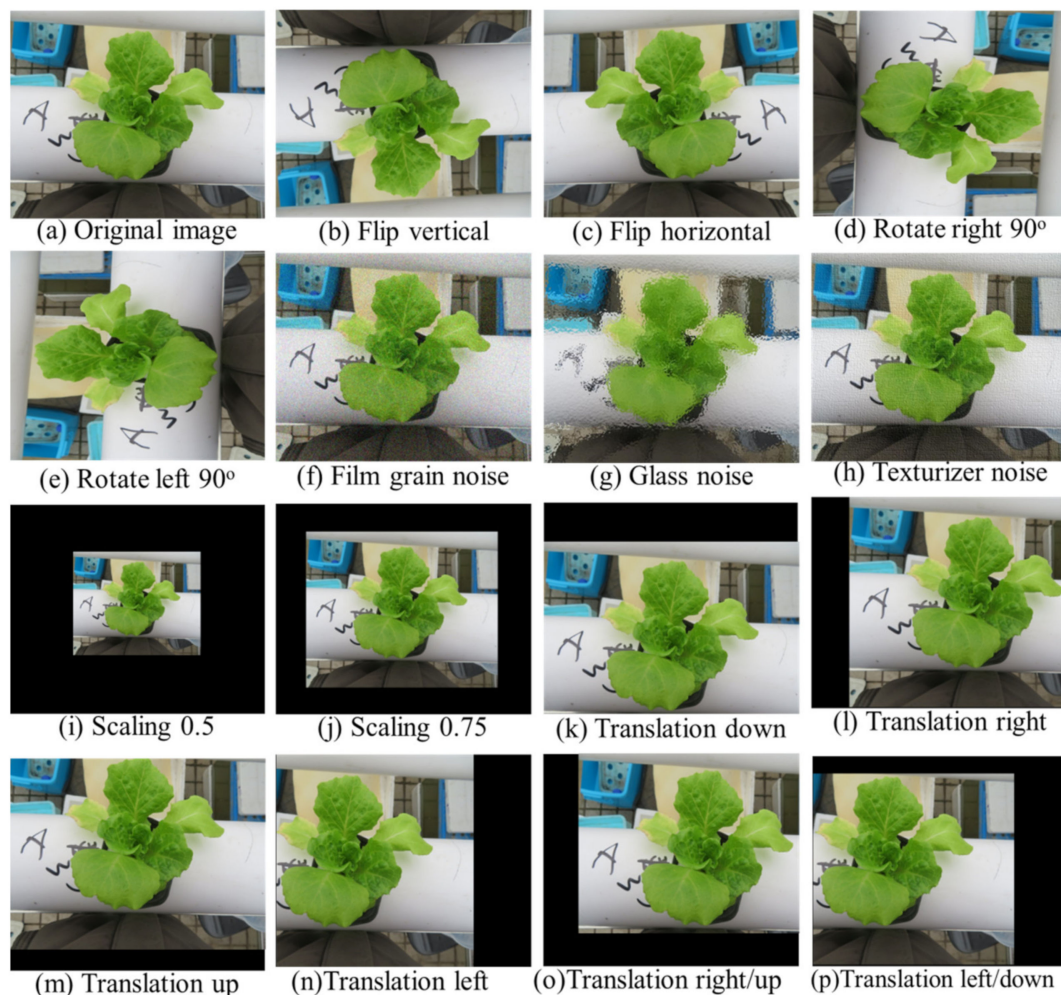 (a) Original image
(b) Flip vertical
(c) Flip horizontal
(d) Rotate right 90°
(e) Rotate left 90°
(f) Film grain noise
(g) Glass noise
(h) Texturizer noise
(i) Scaling 0.5
(j) Scaling 0.75
(k) Translation down
(l) Translation right
(m) Translation up
(n)Translation left
(o)Translation right/up
(p)Translation left/down